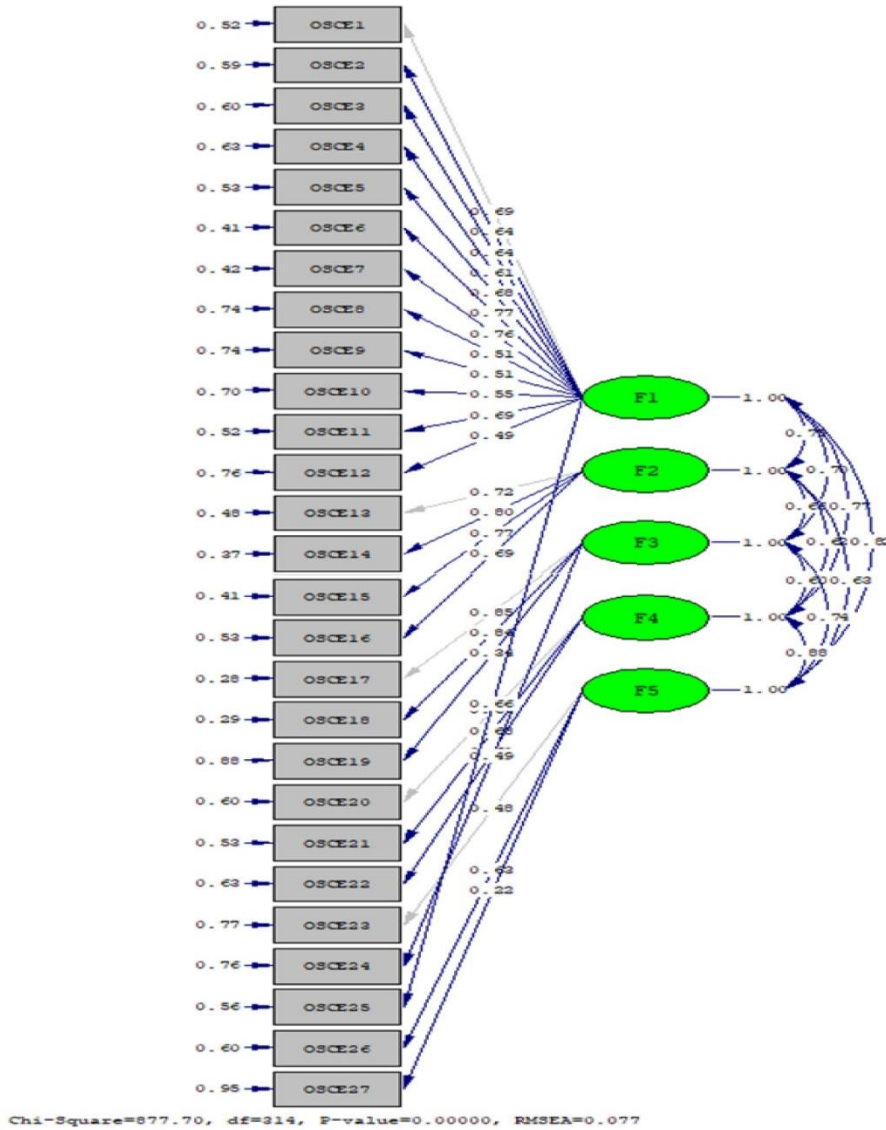 0.52 OSCE1
0.59 OSCE2
0.60 OSCE3
0.63 OSCE4
0.53 OSCE5
0.41 OSCE6
0.69
0.64
0.42 OSCE7
0.64
0.61
0.68
0.74 OSCE8
0.77
0.76
0.74 OSCE9
0.51
0.51
0.70 OSCE10
0.55 F1 1.00
0.52 OSCE11
0.69
0.49
0.76 OSCE12
F2 1.00 0.70
0.72
0.48 OSCE13
0.80 0.77
0.77
0.37 OSCE14
0.69 F3 1.00
0.41 OSCE15
0.60 0.63
0.53 OSCE16
0.85 F4 1.00 0.74
0.84
0.28 OSCE17
0.88
F5 1.00
0.29 OSCE18
0.66
0.88 OSCE19
0.49
0.60 OSCE20
0.48
0.53 OSCE21
0.63 OSCE22
0.63
0.22
0.77 OSCE23
0.76 OSCE24
0.56 OSCE25
0.60 OSCE26
0.95 OSCE27
Chi-Square=877.70, df=314, P-value=0.00000, RMSEA=0.077